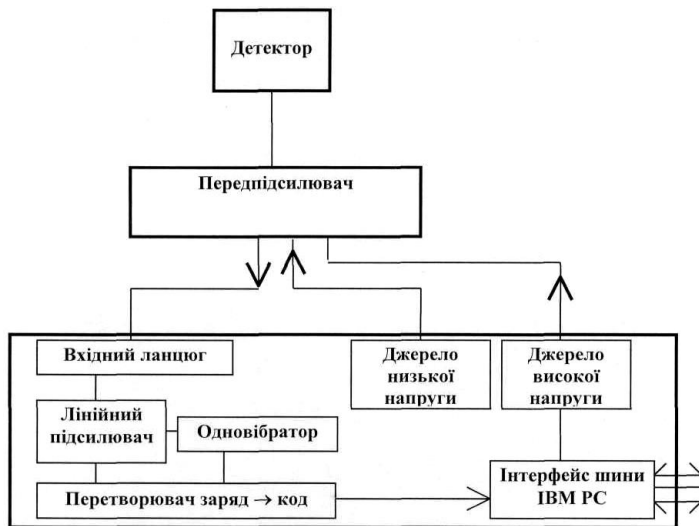 Детектор
Передпідсилювач
Вхідний ланцюг
Джерело
низької
напруги
Джерело
високої
напруги
Лінійний
підсилювач
Одновібратор
Перетворювач заряд → код
Інтерфейс шини
IBM PC